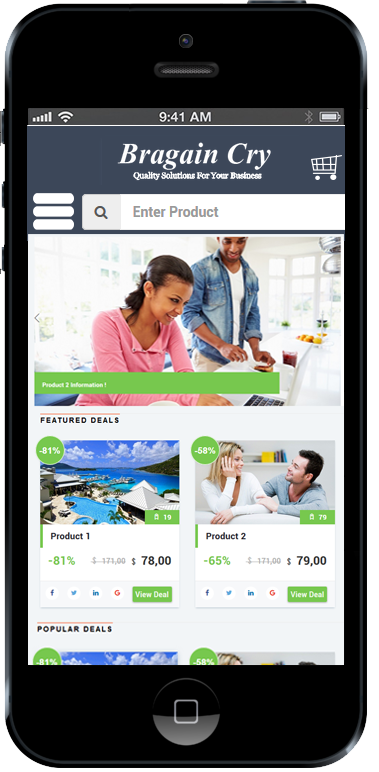 9:41 AM
Bragain Cry
Quality Solutions For Your Business
Enter Product
Product 2 Information !
FEATURED DEALS
-81%
-58%
19
79
Product 1
Product 2
-81% $ 171,00 $ 78,00
-65% $ 171,00 $ 79,00
f in G View Deal
f in G View Deal
POPULAR DEALS
-81%
-58%